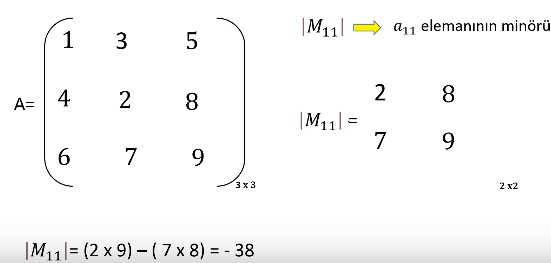 |M₁₁| a₁₁ elemanının minörü
A=
1 3 5
4 2 8
6 7 9
3 x 3
|M₁₁| =
2 8
7 9
2 x2
|M₁₁|= (2 x 9) – ( 7 x 8) = - 38